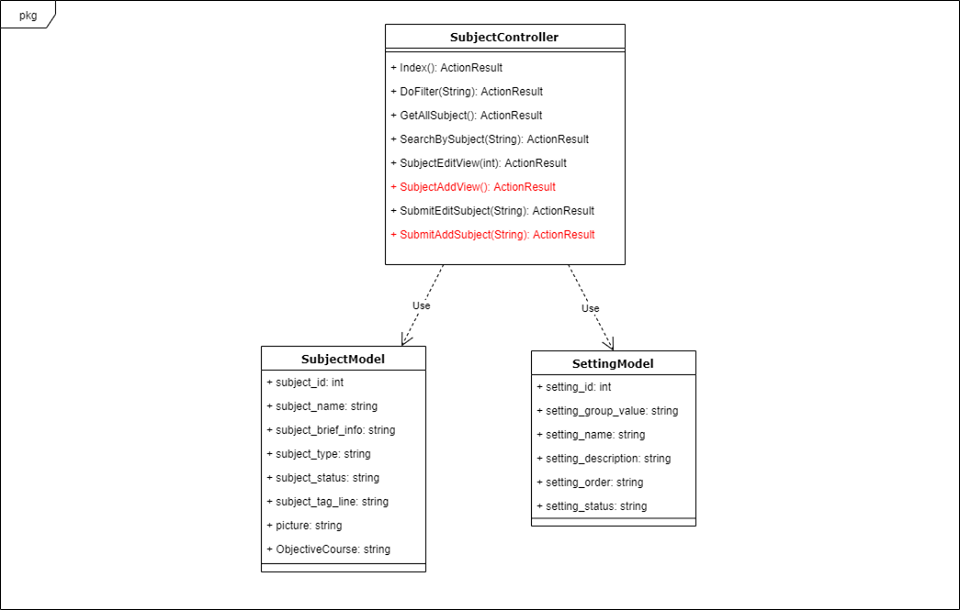 pkg
SubjectController
+ Index(): ActionResult
+ DoFilter(String): ActionResult
+ GetAllSubject(): ActionResult
+ SearchBySubject(String): ActionResult
+ SubjectEditView(int): ActionResult
+ SubjectAddView(): ActionResult
+ SubmitEditSubject(String): ActionResult
+ SubmitAddSubject(String): ActionResult
Use
Use
SubjectModel
+ subject_id: int
+ subject_name: string
+ subject_brief_info: string
+ subject_type: string
+ subject_status: string
+ subject_tag_line: string
+ picture: string
+ ObjectiveCourse: string
SettingModel
+ setting_id: int
+ setting_group_value: string
+ setting_name: string
+ setting_description: string
+ setting_order: string
+ setting_status: string